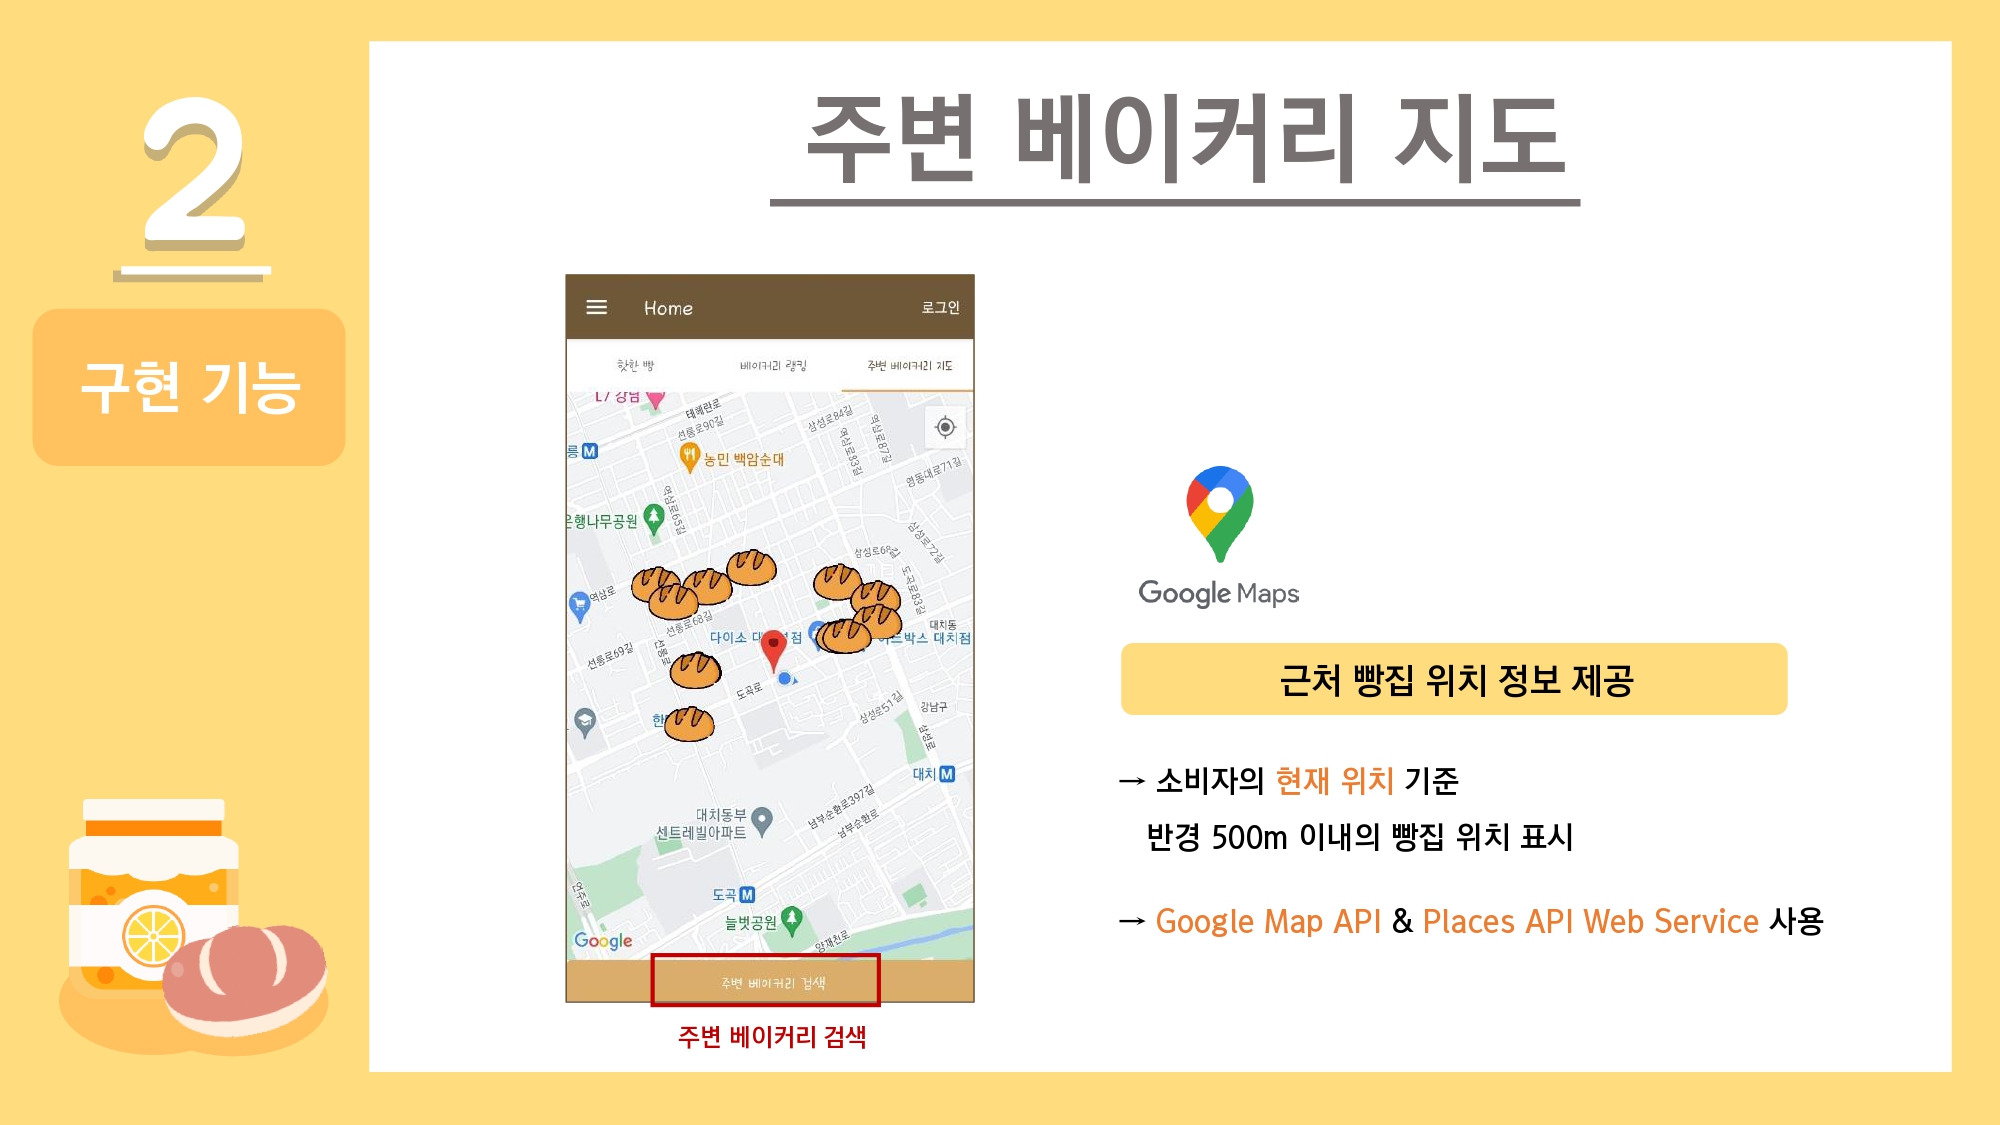 2
구현 기능
주변 베이커리 지도
Home
로그인
핫한 빵
베이커리 랭킹
주변 베이커리 지도
L7 강남
테헤란로
선릉로90길
삼성로84길
역삼로83길
역삼로87길
영동대로71길
릉 M
농민 백암순대
역삼로65길
은행나무공원
삼성로68길
삼성로72길
도곡로83길
역삼로
선릉로68길
선릉로69길
선릉로
다이소 대
점
대치동
아트박스 대치점
도곡로
한
삼성로51길
강남구
삼성로
대치 M
대치동부
센트레빌아파트
남부순환로397길
남부순환로
도곡 M
언주로
늘벗공원
양재천로
Google
주변 베이커리 검색
주변 베이커리 검색
Google Maps
근처 빵집 위치 정보 제공
→ 소비자의 현재 위치 기준
반경 500m 이내의 빵집 위치 표시
→ Google Map API & Places API Web Service 사용